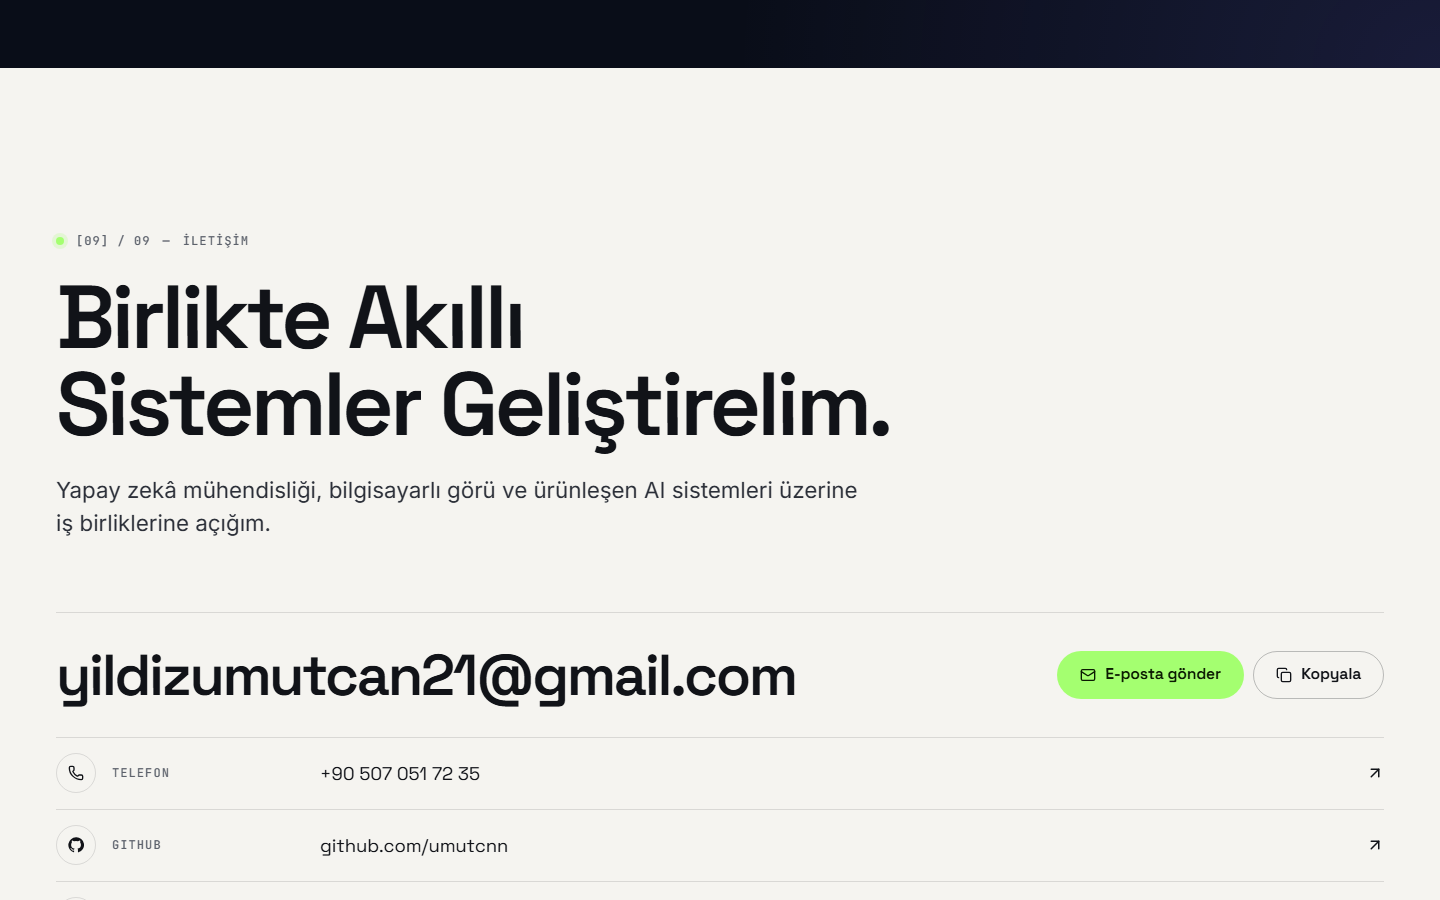 [09] / 09 — İLETİŞİM
Birlikte Akıllı
Sistemler Geliştirelim.
Yapay zekâ mühendisliği, bilgisayarlı görü ve ürünleşen AI sistemleri üzerine
iş birliklerine açığım.
yildizumutcan21@gmail.com
E-posta gönder
Kopyala
TELEFON
+90 507 051 72 35
GITHUB
github.com/umutcnn